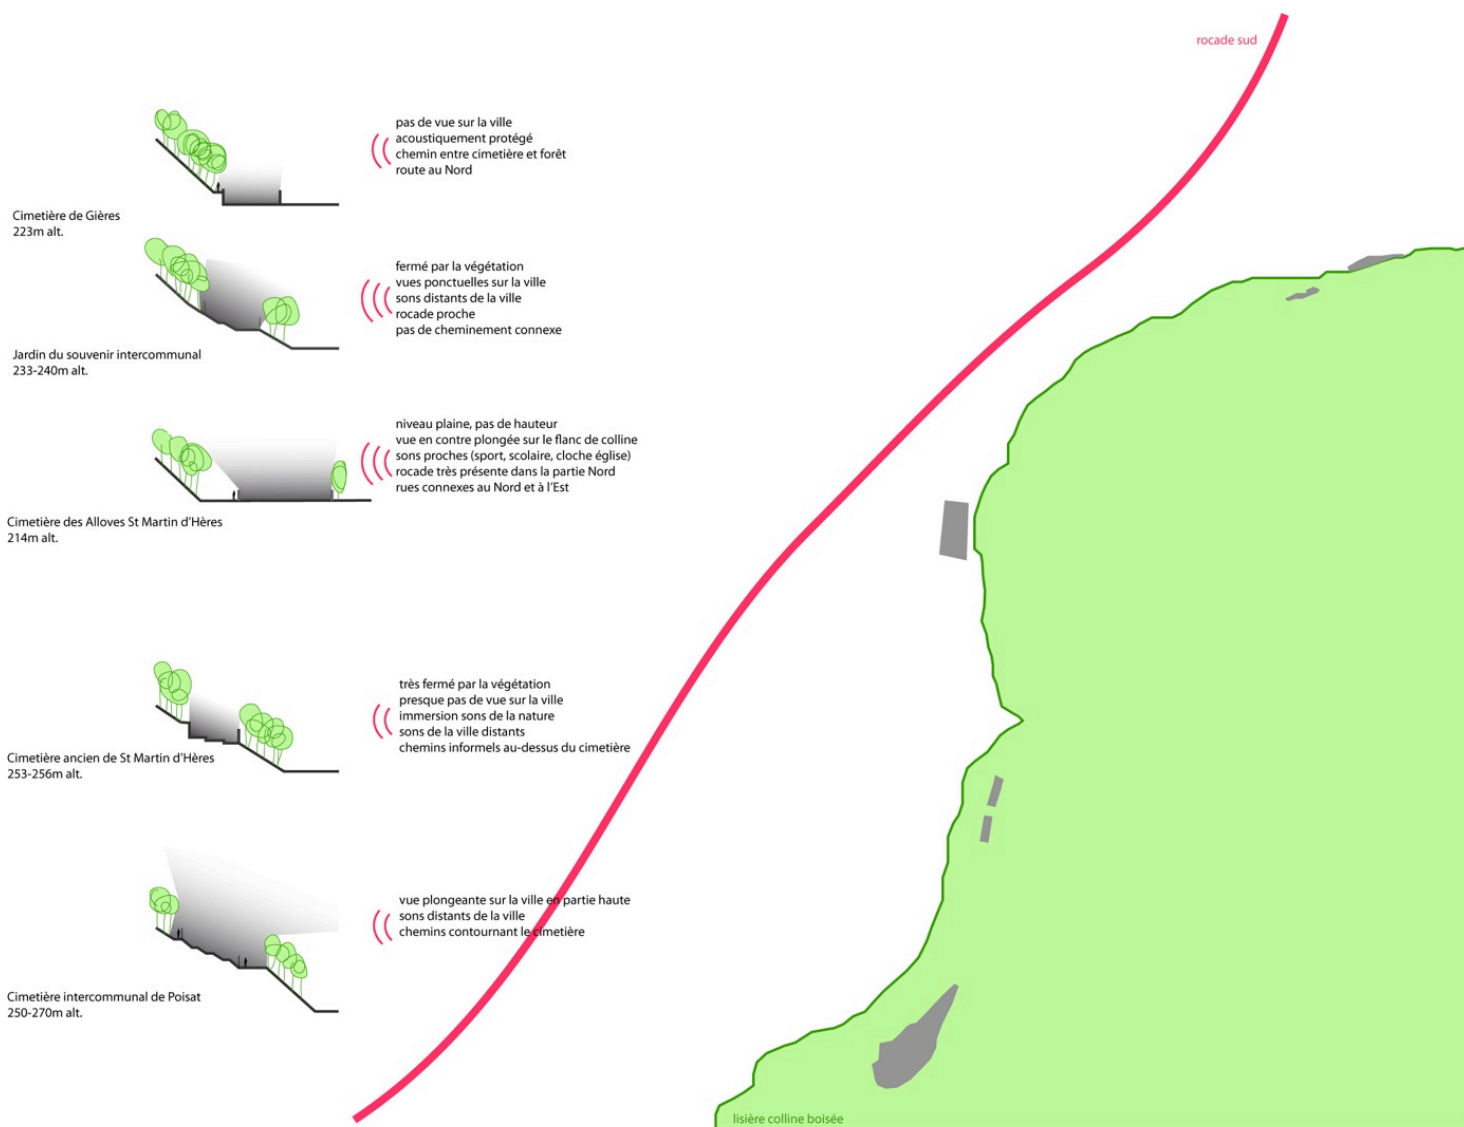 rocade sud
pas de vue sur la ville
acoustiquement protégé
chemin entre cimetière et forêt
route au Nord
Cimetière de Gières
223m alt.
fermé par la végétation
vues ponctuelles sur la ville
sons distants de la ville
rocade proche
pas de cheminement connexe
Jardin du souvenir intercommunal
233-240m alt.
niveau plaine, pas de hauteur
vue en contre plongée sur le flanc de colline
sons proches (sport, scolaire, cloche église)
rocade très présente dans la partie Nord
rues connexes au Nord et à l'Est
Cimetière des Alloves St Martin d'Hères
214m alt.
très fermé par la végétation
presque pas de vue sur la ville
immersion sons de la nature
sons de la ville distants
chemins informels au-dessus du cimetière
Cimetière ancien de St Martin d'Hères
253-256m alt.
vue plongeante sur la ville en partie haute
sons distants de la ville
chemins contournant le cimetière
Cimetière intercommunal de Poisat
250-270m alt.
lisière colline boisée